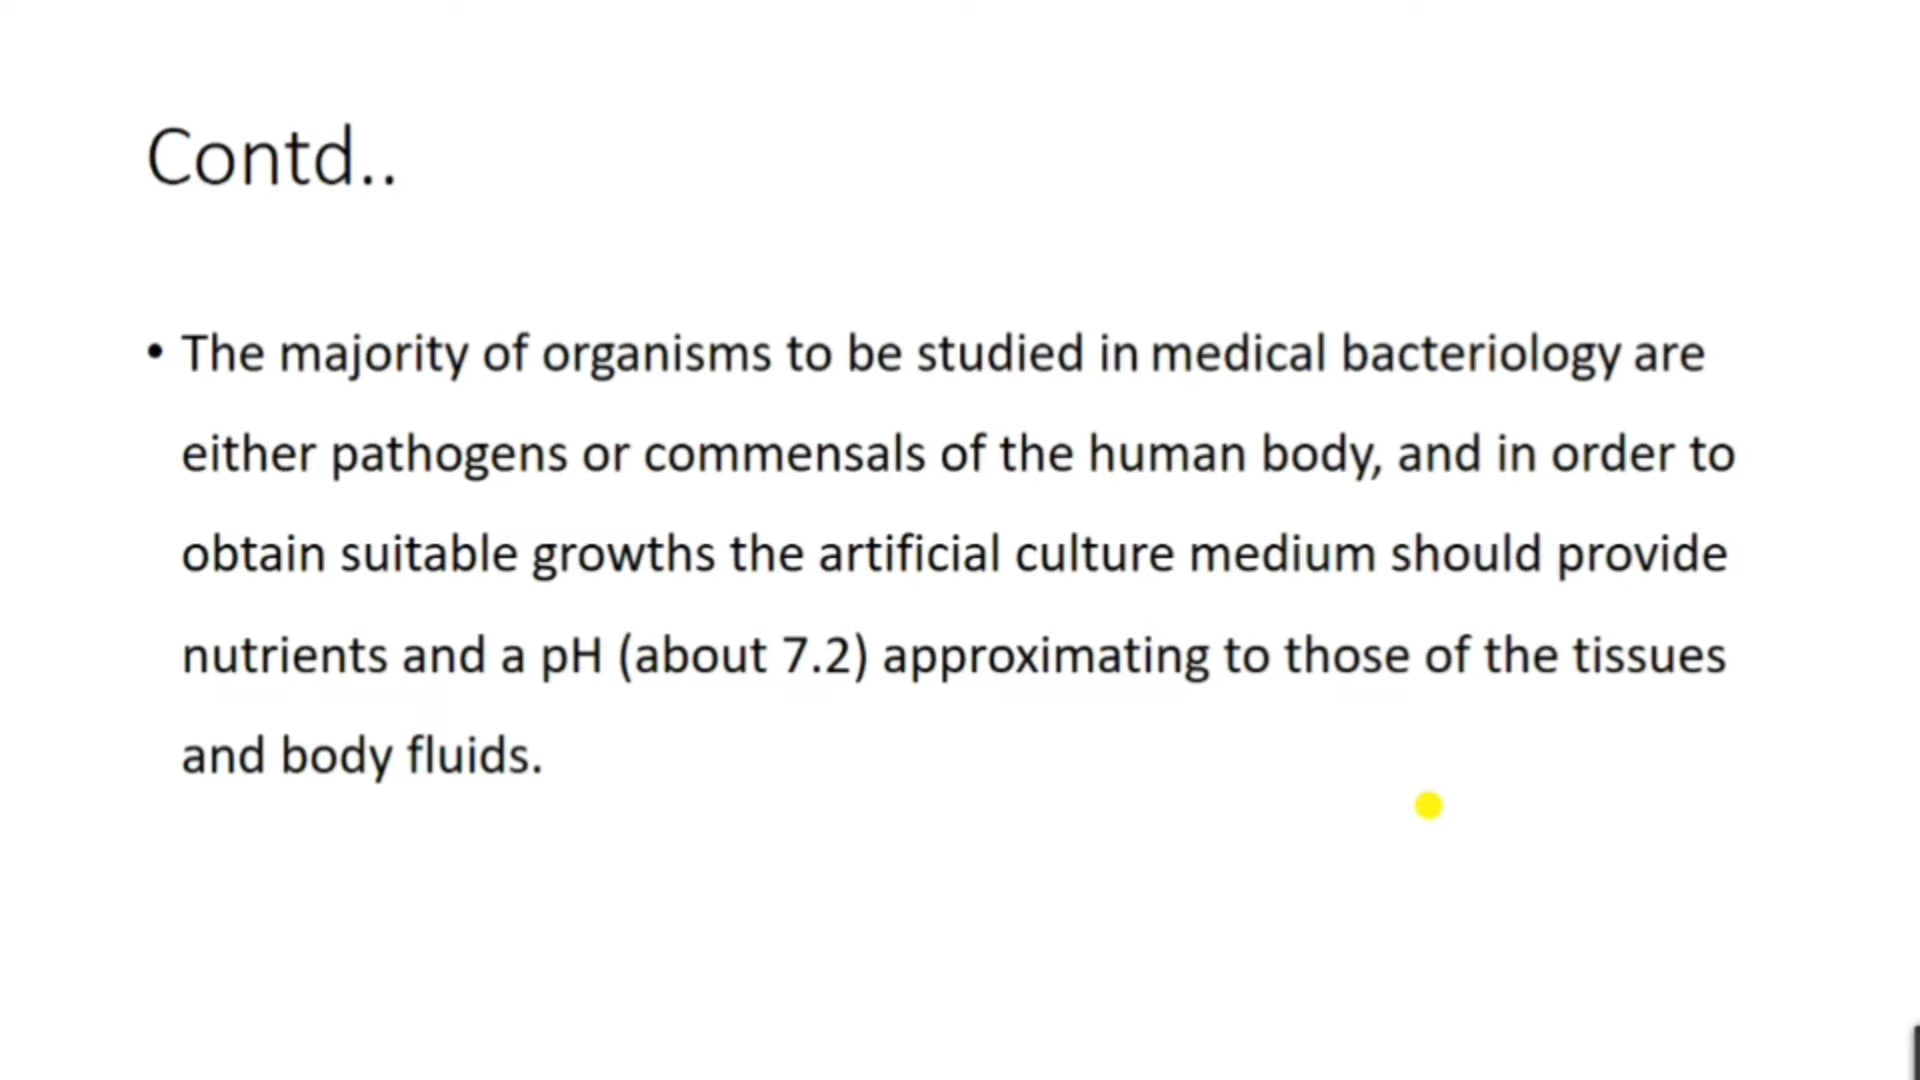 Contd..
• The majority of organisms to be studied in medical bacteriology are
either pathogens or commensals of the human body, and in order to
obtain suitable growths the artificial culture medium should provide
nutrients and a pH (about 7.2) approximating to those of the tissues
and body fluids.